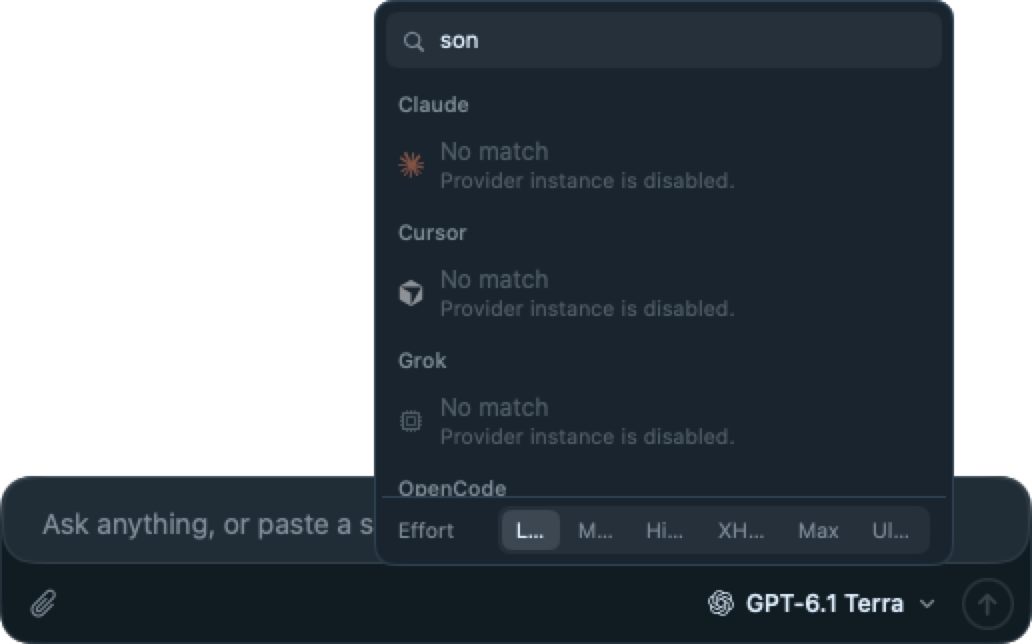 son
Claude
No match
Provider instance is disabled.
Cursor
No match
Provider instance is disabled.
Grok
No match
Provider instance is disabled.
OpenCode
Ask anything, or paste a s
Effort L... M... Hi... XH... Max Ul...
GPT-6.1 Terra